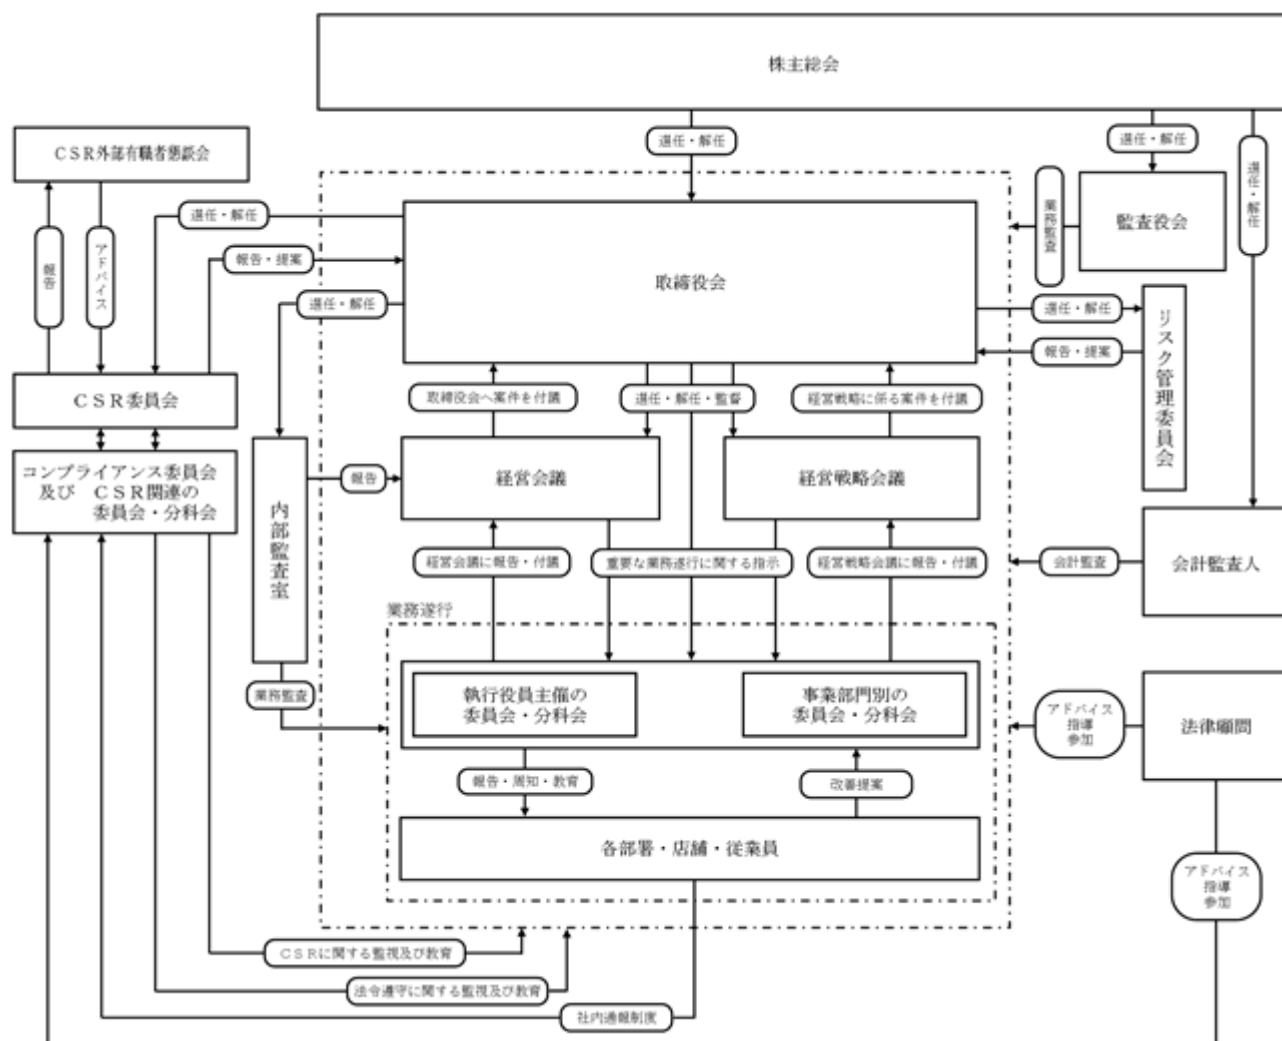 株主総会
選任・解任
選任・解任
選任・解任
CSR外部有職者懇談会
報告
アドバイス
選任・解任
報告・提案
選任・解任
取締役会
業務監査
監査役会
選任・解任
報告・提案
リスク管理委員会
CSR委員会
取締役会へ案件を付議
選任・解任・監督
経営戦略に係る案件を付議
コンプライアンス委員会
及び CSR関連の
委員会・分科会
内部監査室
報告
経営会議
経営戦略会議
経営会議に報告・付議
重要な業務遂行に関する指示
経営戦略会議に報告・付議
会計監査
会計監査人
業務遂行
業務監査
執行役員主催の
委員会・分科会
事業部門別の
委員会・分科会
アドバイス
指導
参加
法律顧問
報告・周知・教育
改善提案
各部署・店舗・従業員
アドバイス
指導
参加
CSRに関する監視及び教育
法令遵守に関する監視及び教育
社内通報制度